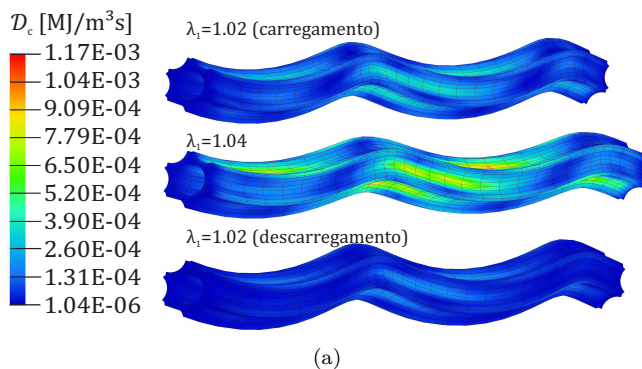 𝒟c [MJ/m³s]
1.17E-03
1.04E-03
9.09E-04
7.79E-04
6.50E-04
5.20E-04
3.90E-04
2.60E-04
1.31E-04
1.04E-06
λ₁=1.02 (carregamento)
λ₁=1.04
λ₁=1.02 (descarregamento)
(a)